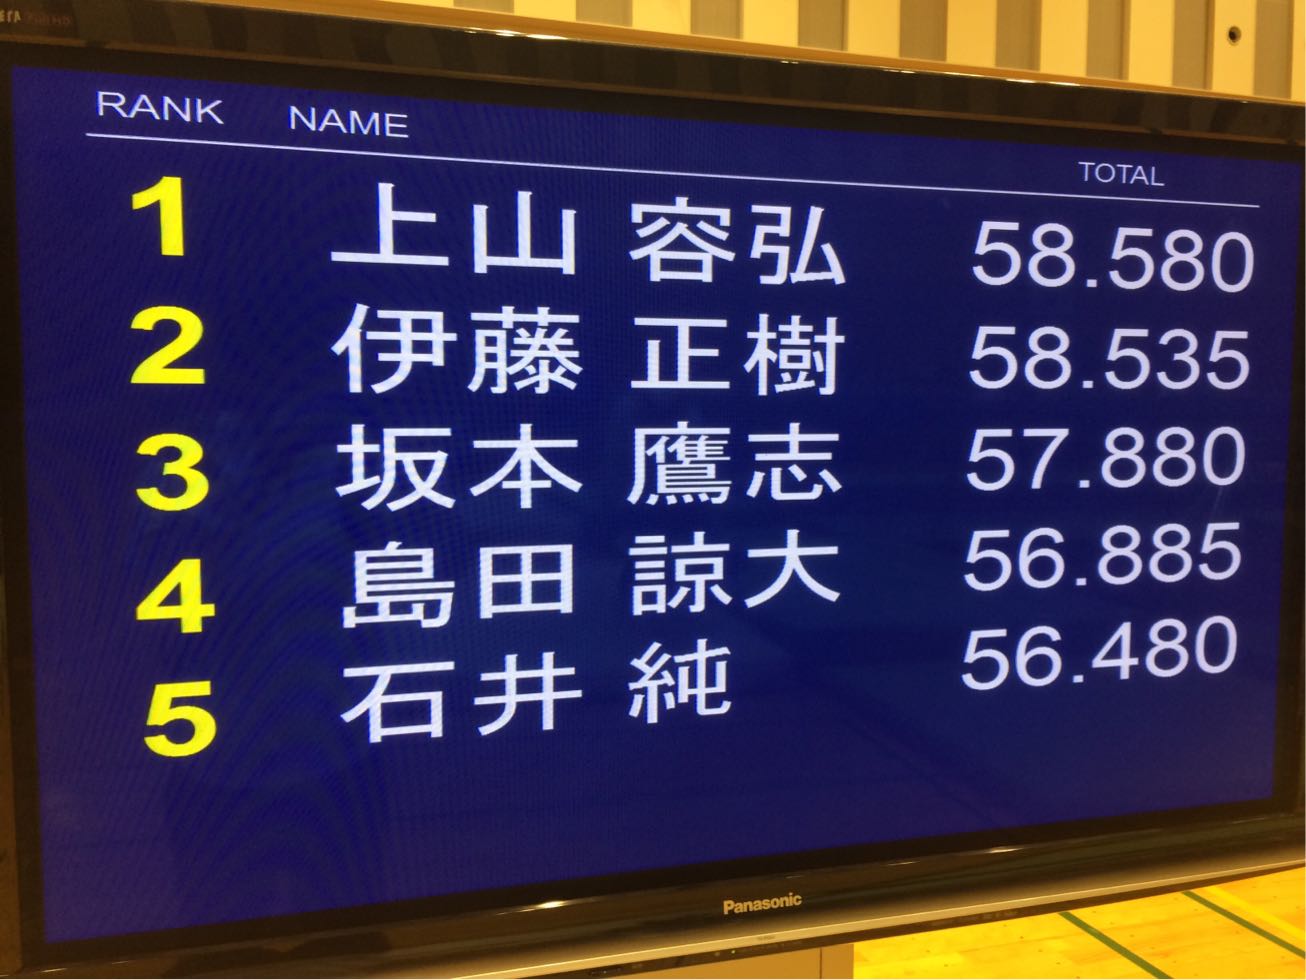 RANK NAME TOTAL
1 上山 容弘 58.580
2 伊藤 正樹 58.535
3 坂本 鷹志 57.880
4 島田 諒大 56.885
5 石井 純 56.480
Panasonic